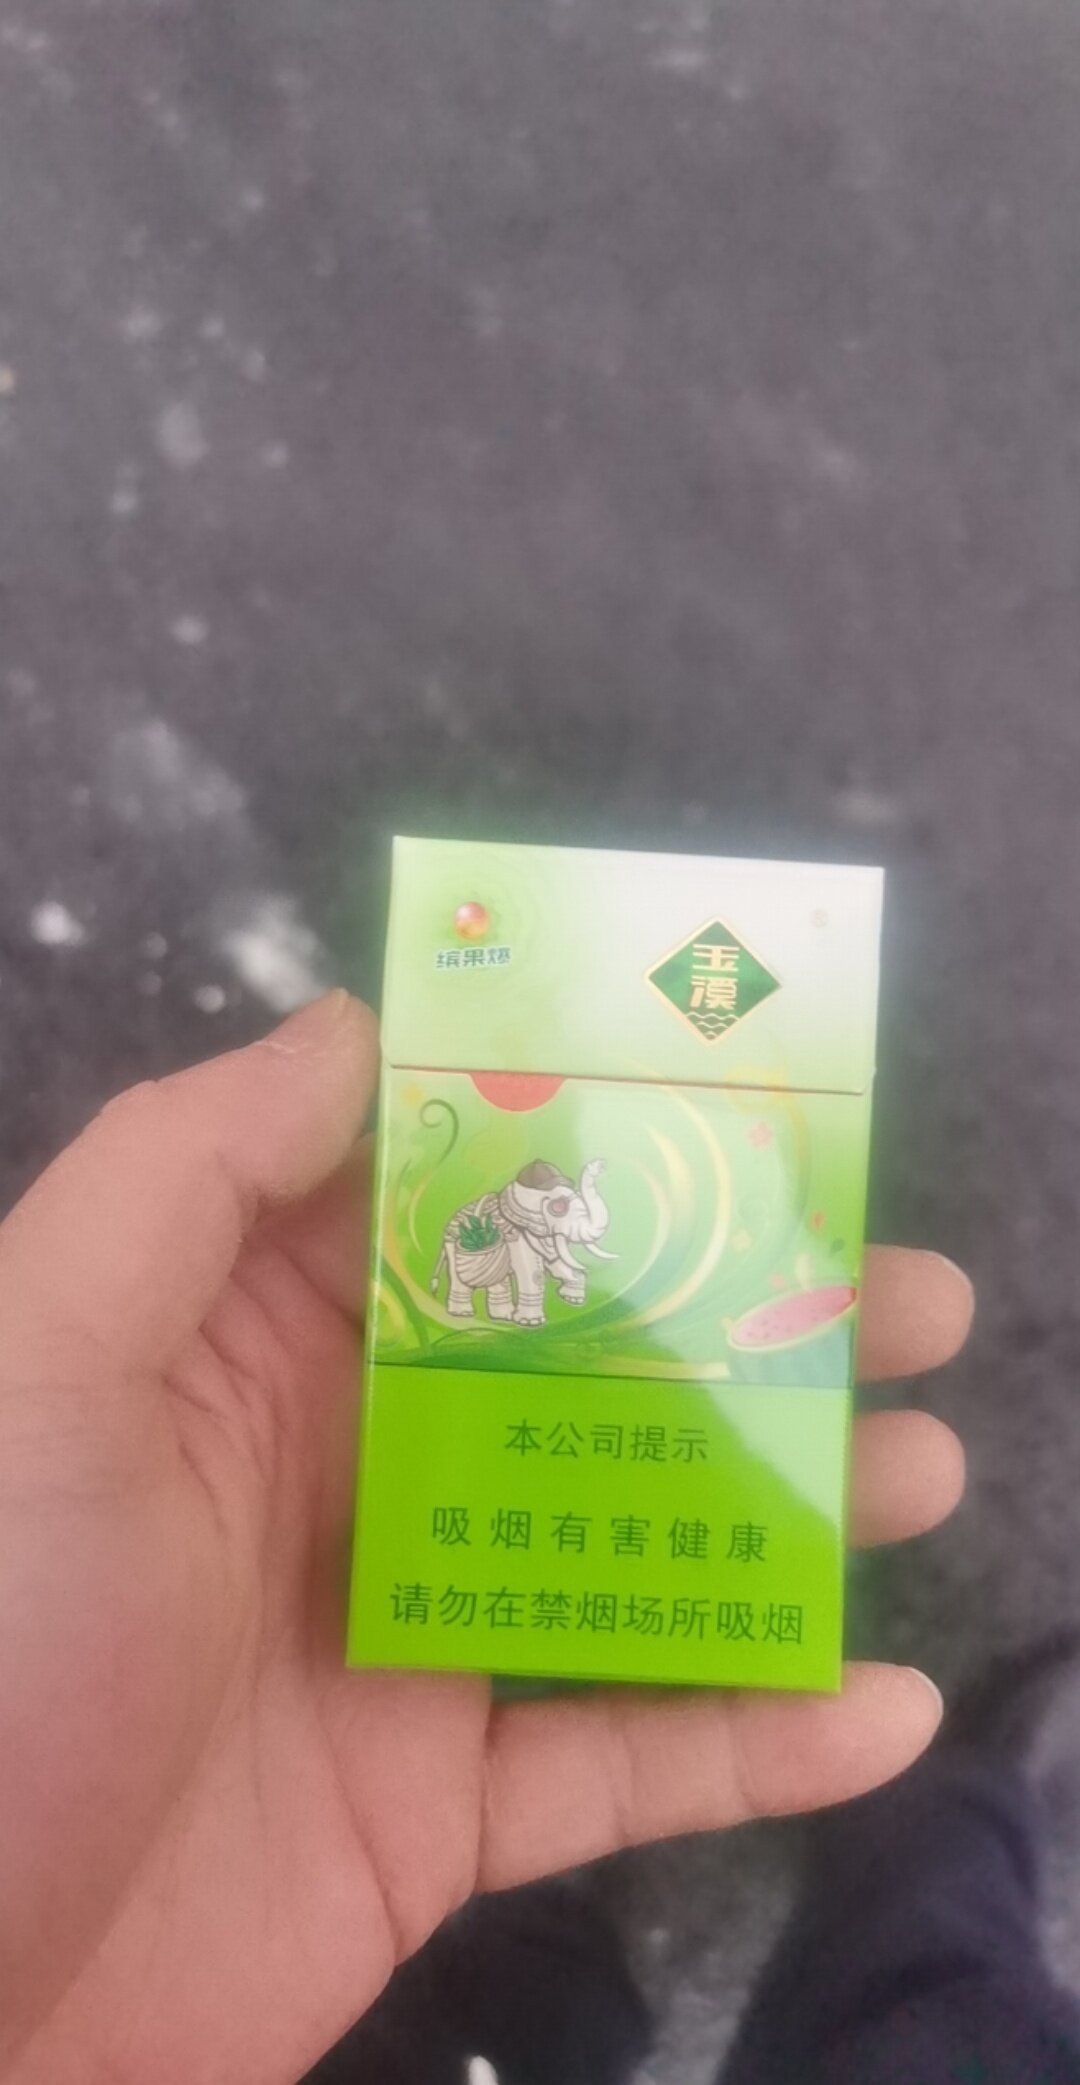 缤果爆
玉溪
本公司提示
吸烟有害健康
请勿在禁烟场所吸烟